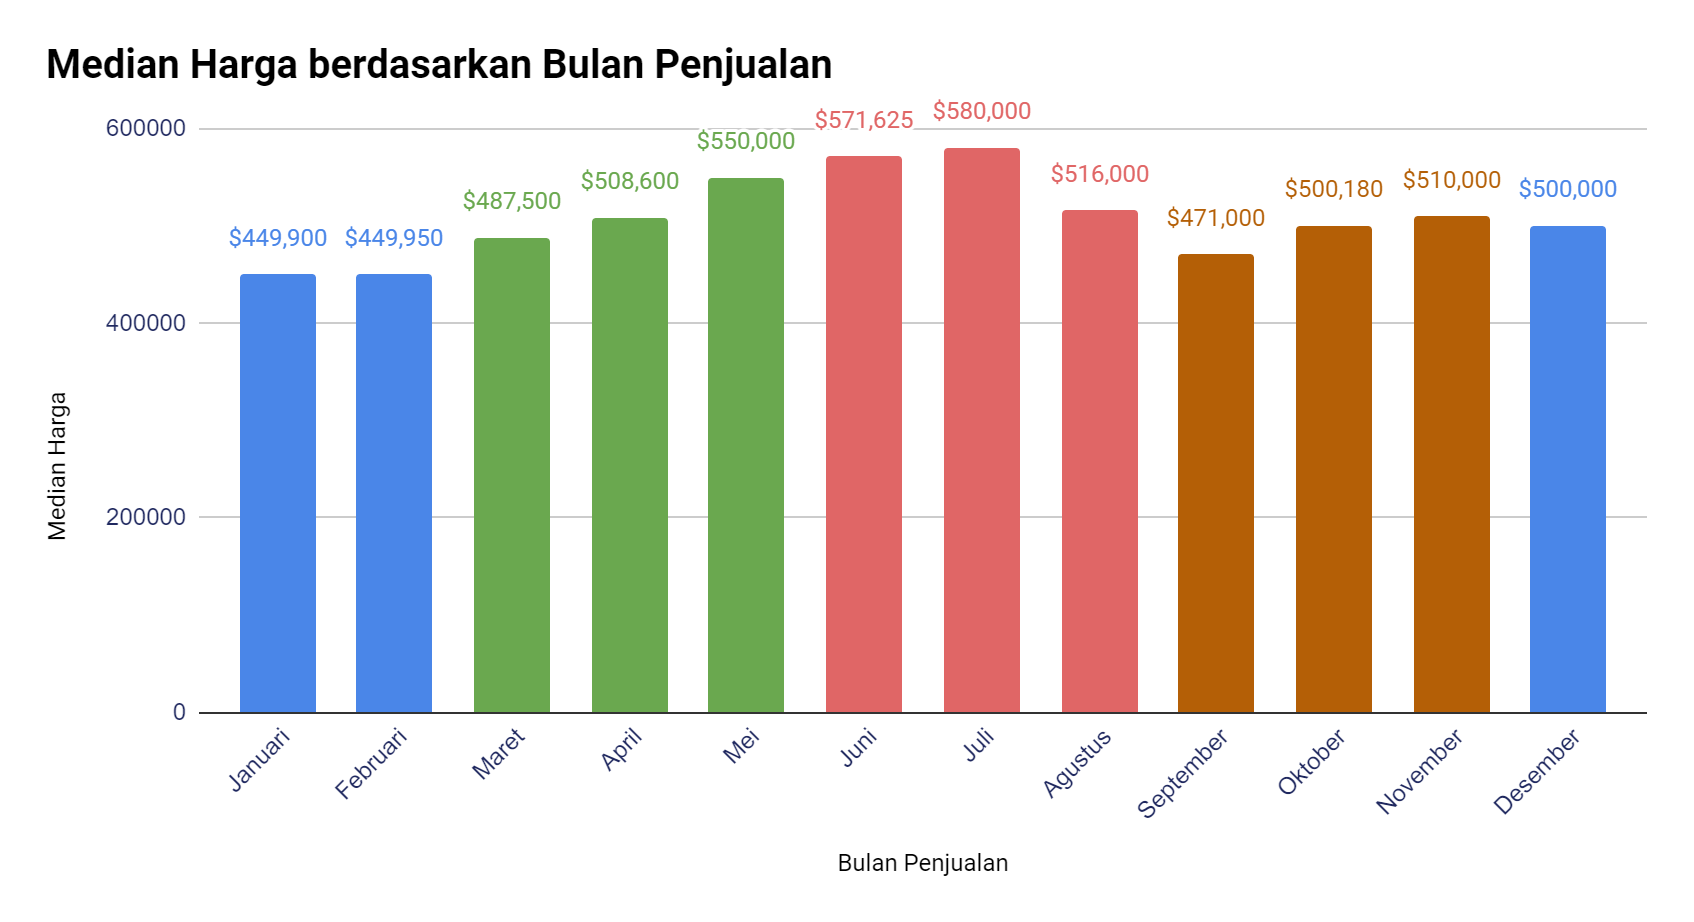 Median Harga berdasarkan Bulan Penjualan
600000
400000
200000
0
Median Harga
$449,900
$449,950
$487,500
$508,600
$550,000
$571,625
$580,000
$516,000
$471,000
$500,180
$510,000
$500,000
Januari
Februari
Maret
April
Mei
Juni
Juli
Agustus
September
Oktober
November
Desember
Bulan Penjualan